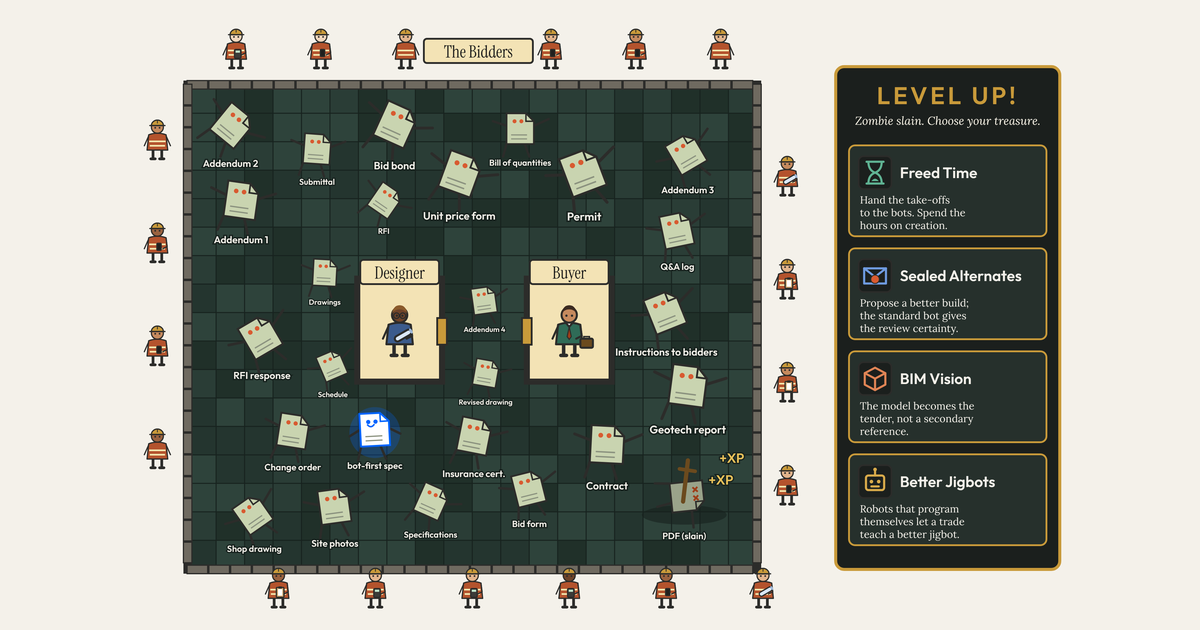 The Bidders
Addendum 2
Submittal
Bid bond
Bill of quantities
Addendum 3
Addendum 1
RFI
Unit price form
Permit
Q&A log
Designer
Buyer
Drawings
Addendum 4
Instructions to bidders
RFI response
Schedule
Revised drawing
Geotech report
Change order
bot-first spec
Insurance cert.
Contract
+XP
+XP
Shop drawing
Site photos
Specifications
Bid form
PDF (slain)
LEVEL UP!
Zombie slain. Choose your treasure.
Freed Time
Hand the take-offs
to the bots. Spend the
hours on creation.
Sealed Alternates
Propose a better build;
the standard bot gives
the review certainty.
BIM Vision
The model becomes the
tender, not a secondary
reference.
Better Jigbots
Robots that program
themselves let a trade
teach a better jigbot.